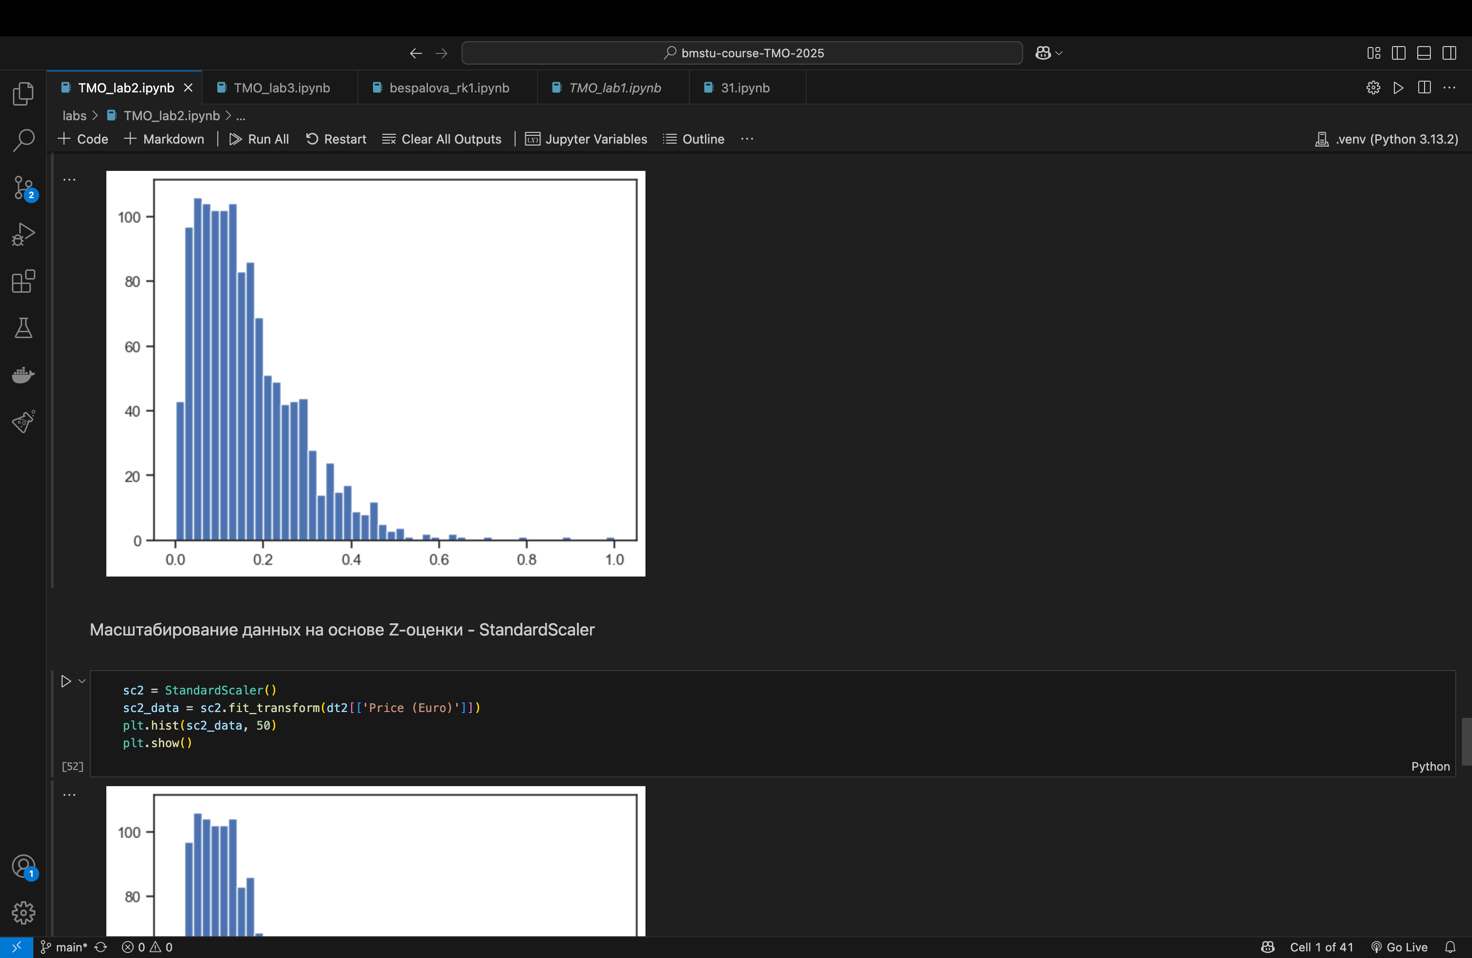 bmstu-course-TMO-2025
TMO_lab2.ipynb
TMO_lab3.ipynb
bespalova_rk1.ipynb
TMO_lab1.ipynb
31.ipynb
labs > TMO_lab2.ipynb > ...
+ Code + Markdown | Run All Restart Clear All Outputs | Jupyter Variables Outline ...
.venv (Python 3.13.2)
2
...
100
80
60
40
20
0
0.0 0.2 0.4 0.6 0.8 1.0
Масштабирование данных на основе Z-оценки - StandardScaler
sc2 = StandardScaler()
sc2_data = sc2.fit_transform(dt2[['Price (Euro)']])
plt.hist(sc2_data, 50)
plt.show()
[52]
Python
...
100
80
1
main* 0 0
Cell 1 of 41 Go Live